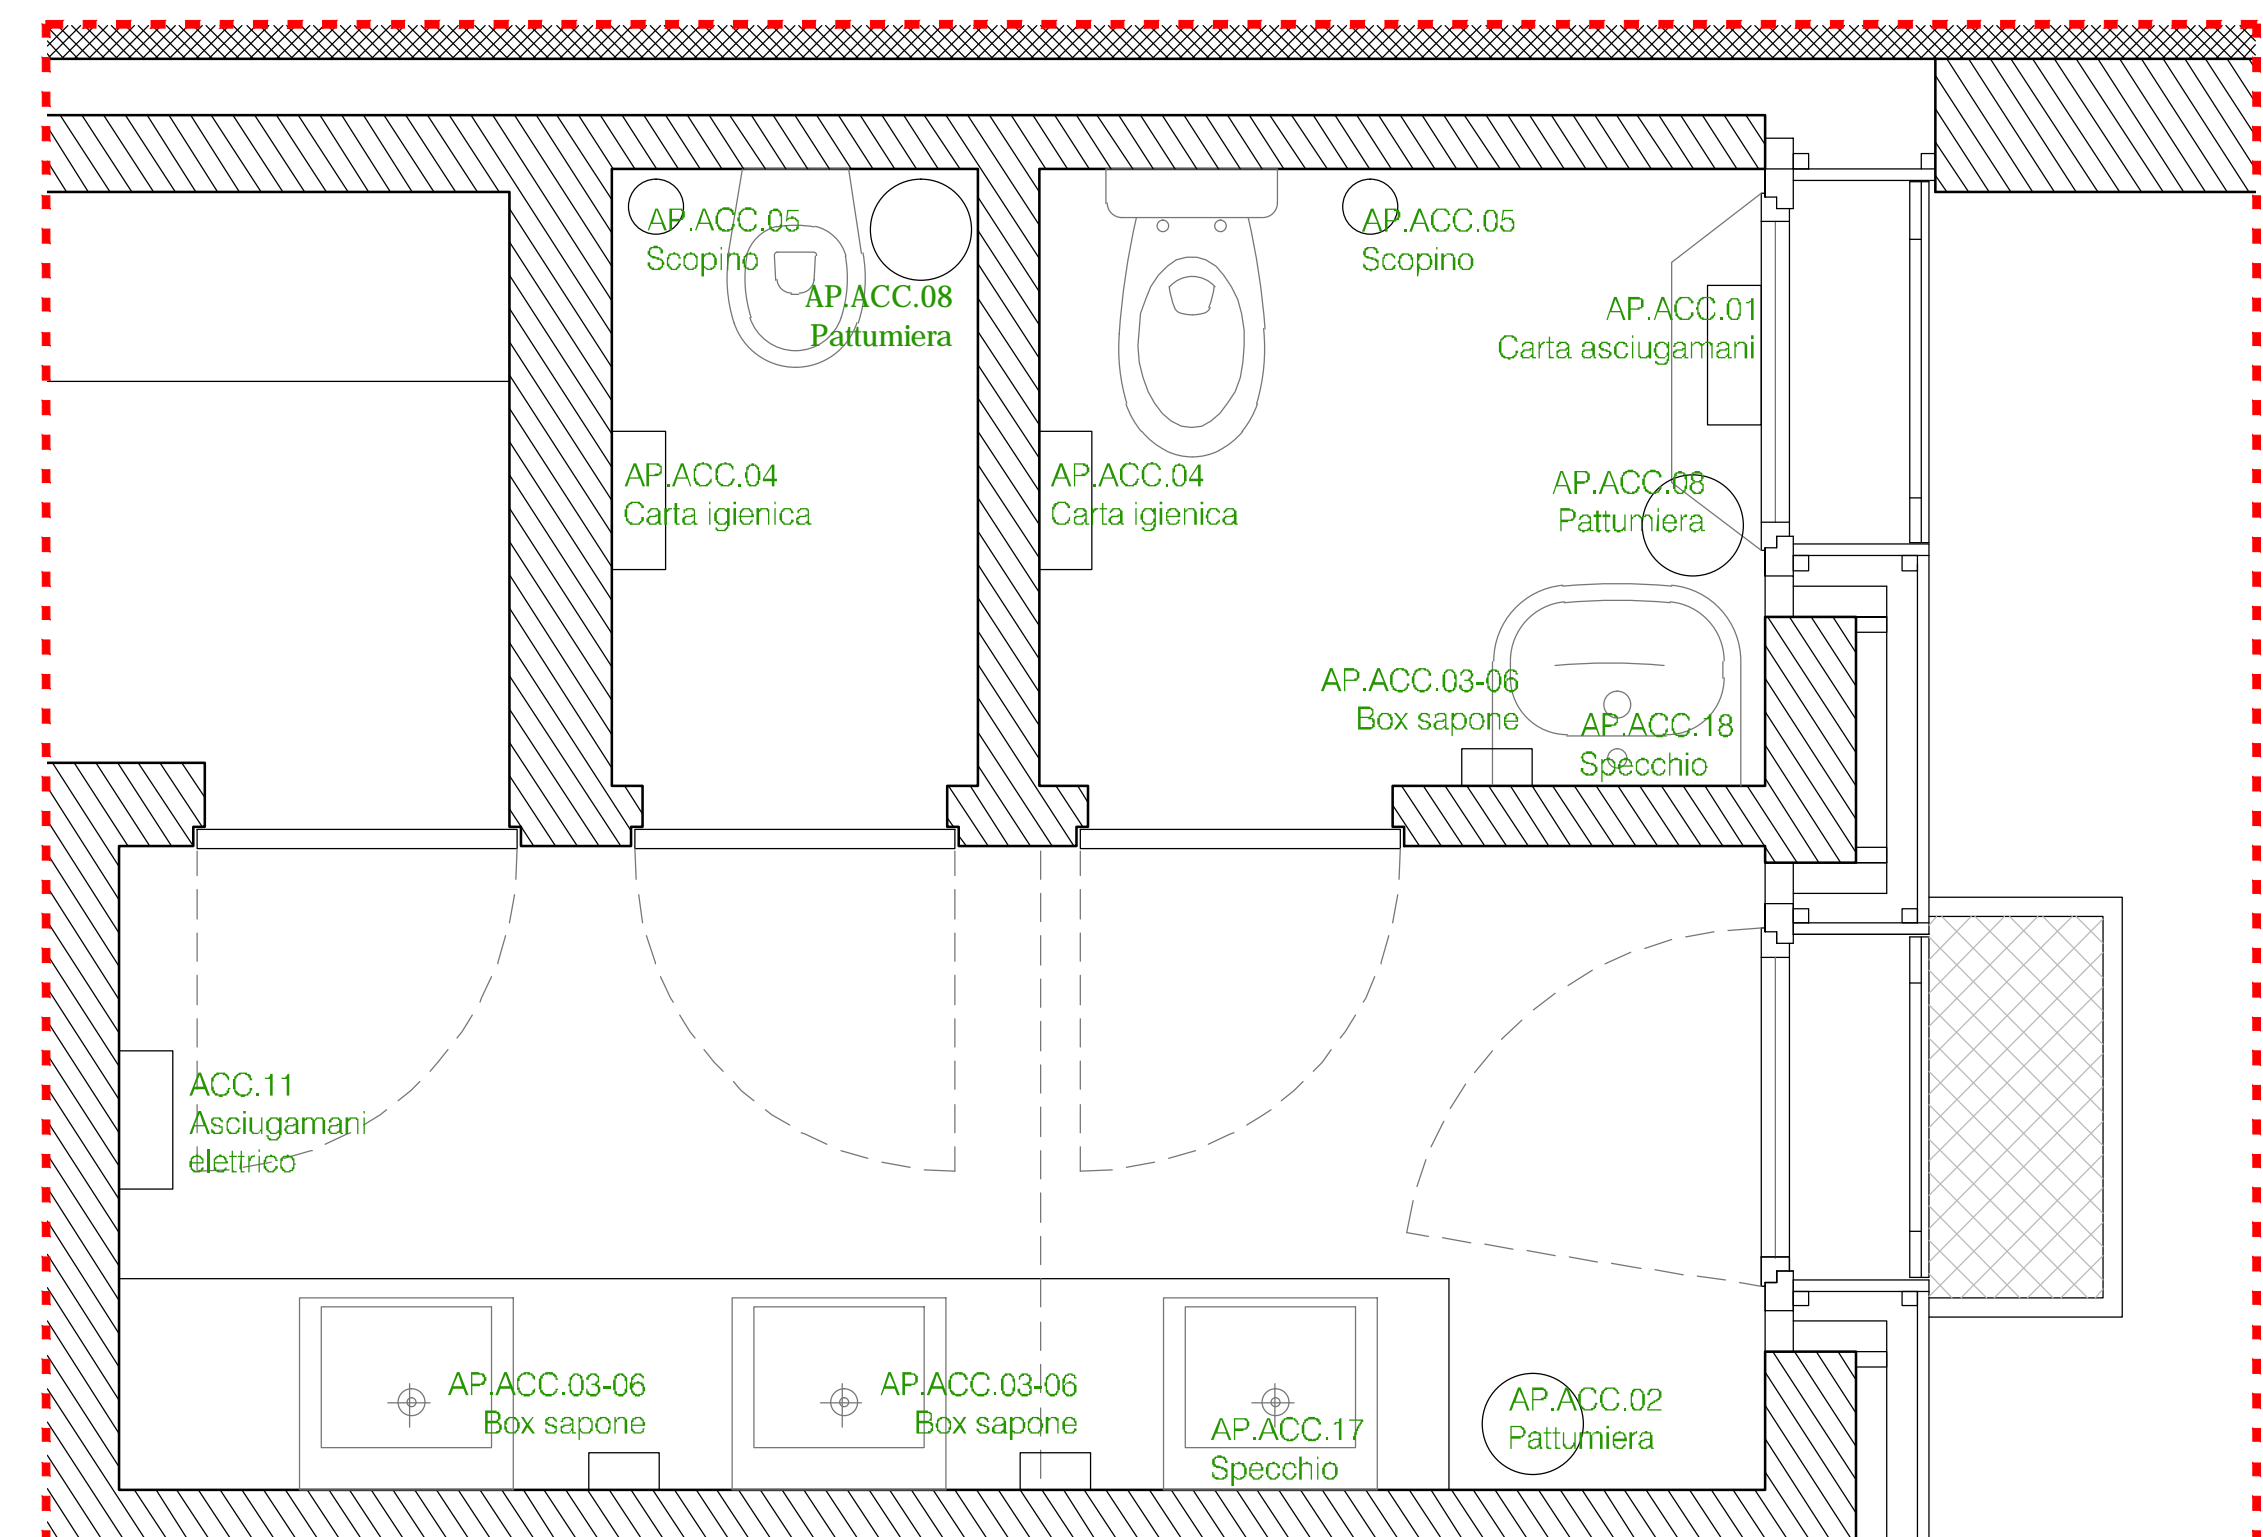 AP.ACC.05
Scopino
AP.ACC.08
Pattumiera
AP.ACC.05
Scopino
AP.ACC.01
Carta asciugamani
AP.ACC.04
Carta igienica
AP.ACC.04
Carta igienica
AP.ACC.08
Pattumiera
AP.ACC.03-06
Box sapone
AP.ACC.18
Specchio
ACC.11
Asciugamani
elettrico
AP.ACC.03-06
Box sapone
AP.ACC.03-06
Box sapone
AP.ACC.17
Specchio
AP.ACC.02
Pattumiera